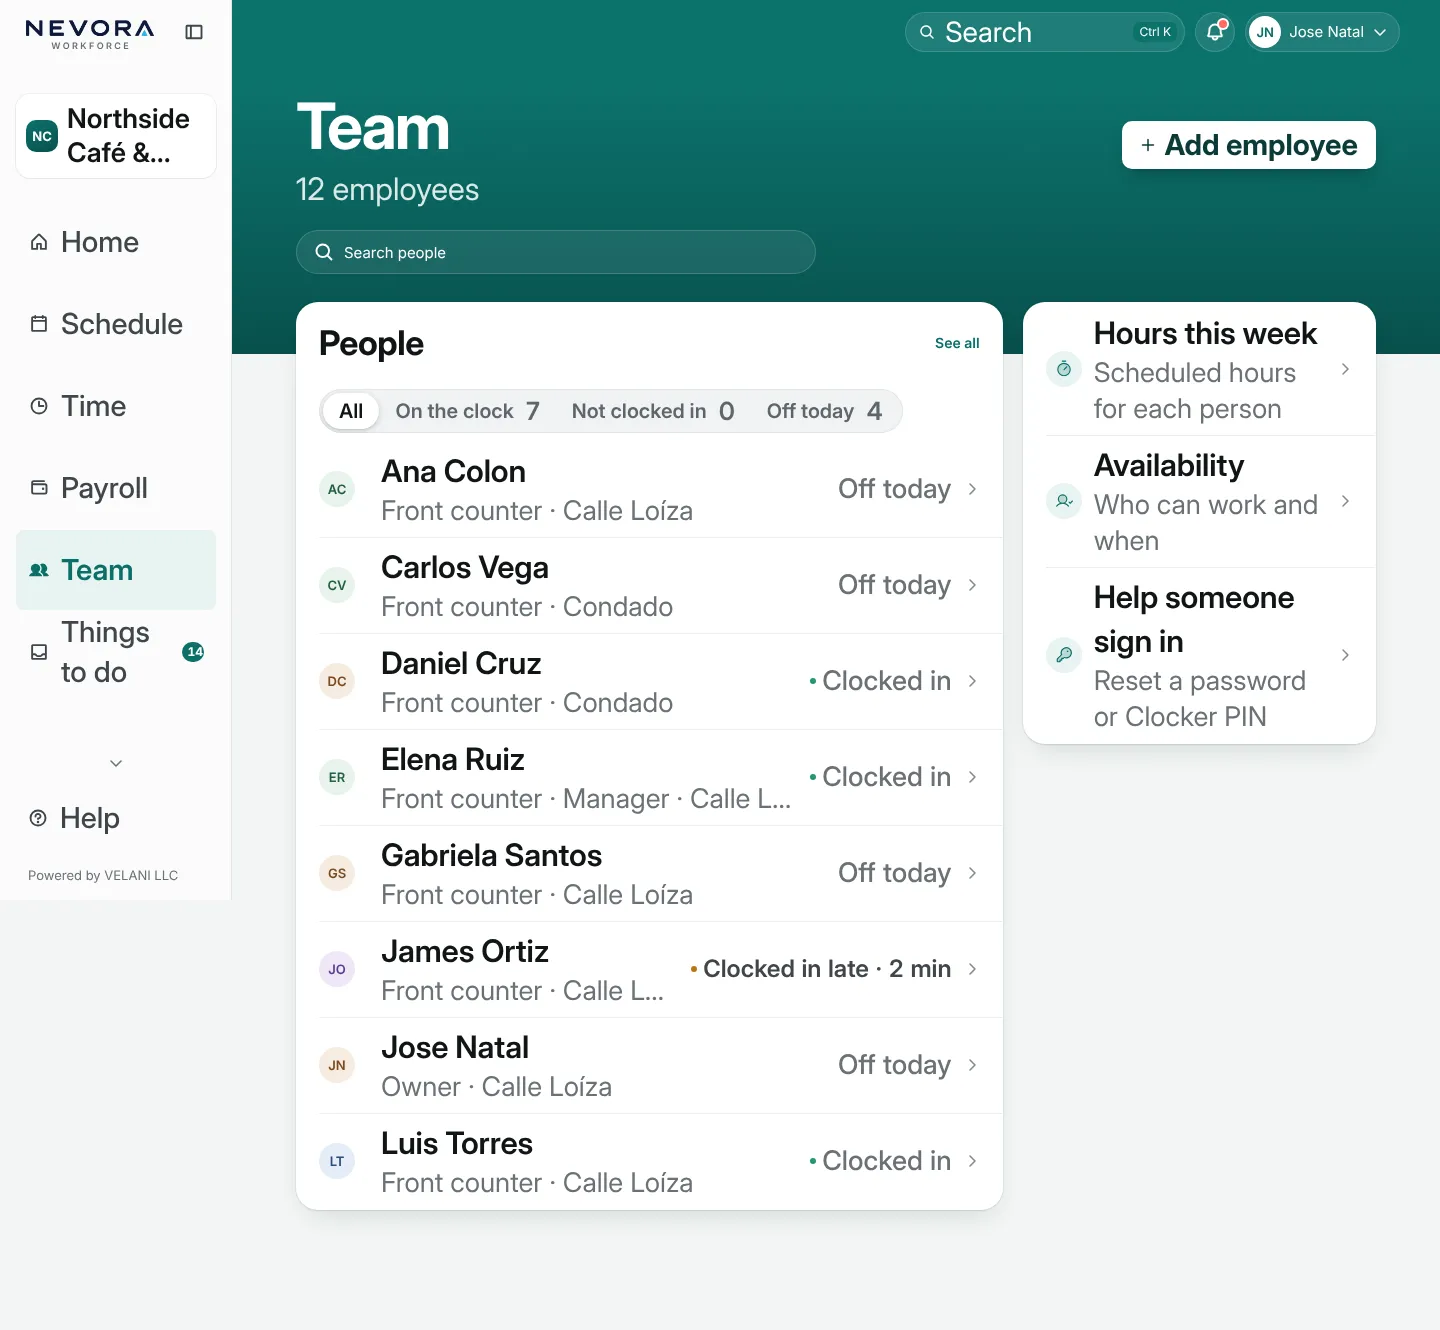 NEVORA
WORKFORCE
NC
Northside
Café &...
Home
Schedule
Time
Payroll
Team
Things
to do
14
Help
Powered by VELANI LLC
Search
Ctrl K
JN
Jose Natal
Team
12 employees
+ Add employee
Search people
People
See all
All
On the clock 7
Not clocked in 0
Off today 4
AC
Ana Colon
Front counter · Calle Loíza
Off today
CV
Carlos Vega
Front counter · Condado
Off today
DC
Daniel Cruz
Front counter · Condado
Clocked in
ER
Elena Ruiz
Front counter · Manager · Calle L...
Clocked in
GS
Gabriela Santos
Front counter · Calle Loíza
Off today
JO
James Ortiz
Front counter · Calle L...
Clocked in late · 2 min
JN
Jose Natal
Owner · Calle Loíza
Off today
LT
Luis Torres
Front counter · Calle Loíza
Clocked in
Hours this week
Scheduled hours
for each person
Availability
Who can work and
when
Help someone
sign in
Reset a password
or Clocker PIN